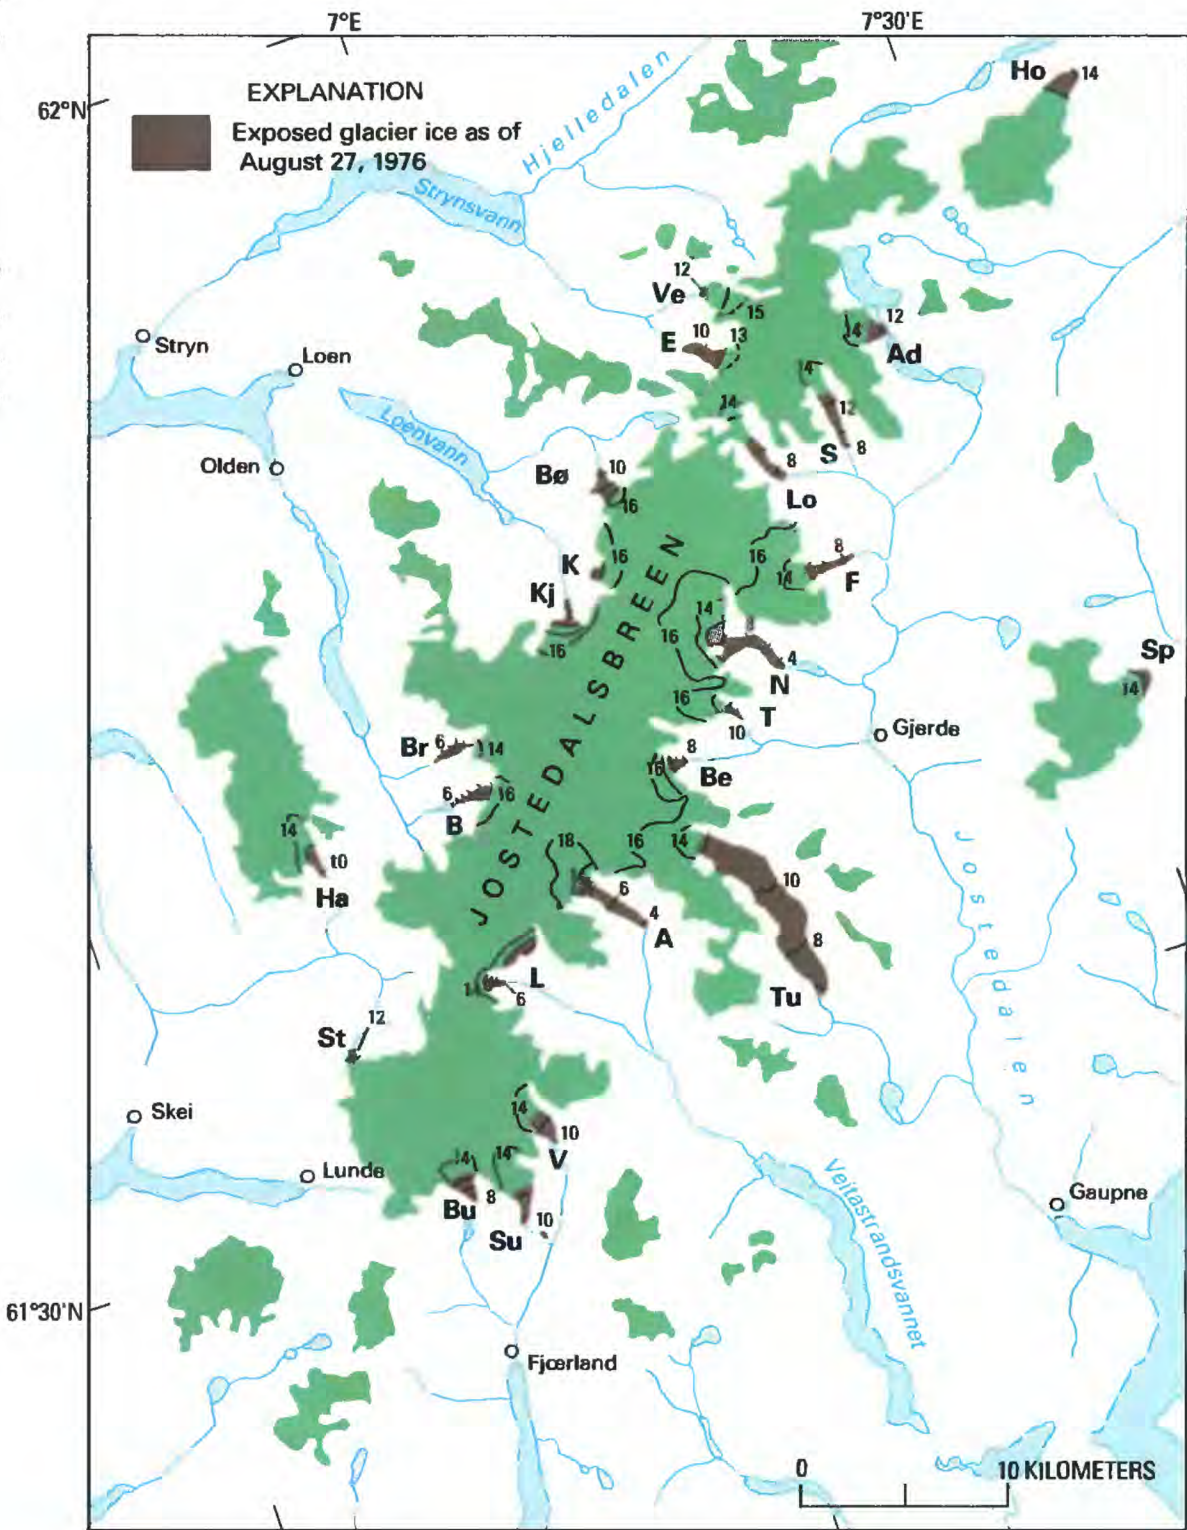 7°E
7°30'E
62°N
EXPLANATION
Exposed glacier ice as of
August 27, 1976
Hjelledalen
Ho
14
Strynsvann
12
Ve
15
E
10
13
12
14
Ad
Stryn
Loen
14
12
14
S
8
Loenvann
Olden
Bø
10
16
8
Lo
K
16
16
8
14
F
Kj
16
14
16
4
N
Sp
14
JOSTEDALSBREEN
16
T
10
Gjerde
Br
6
14
8
16
Be
6
16
B
14
10
Ha
18
16
14
6
4
A
10
8
Tu
Jostedalen
L
6
12
St
Skei
14
10
V
Lunde
14
14
8
Bu
10
Su
Veitastrandsvannet
Gaupne
61°30'N
Fjærland
0
10 KILOMETERS